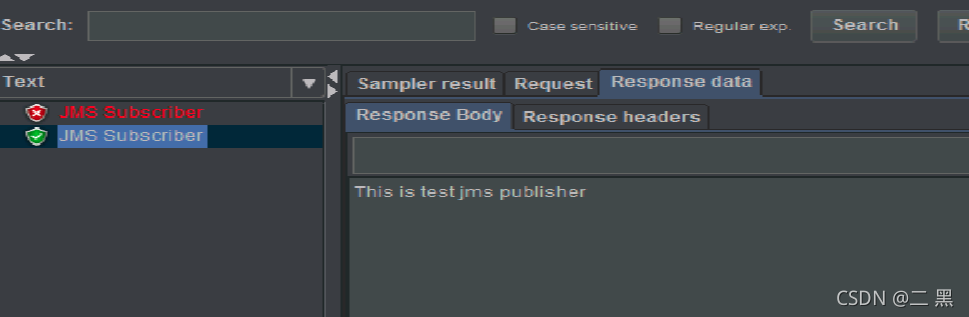 Search: Case sensitive Regular exp. Search R
Text
Sampler result Request Response data
JMS Subscriber
Response Body Response headers
JMS Subscriber
This is test jms publisher
CSDN @二 黑